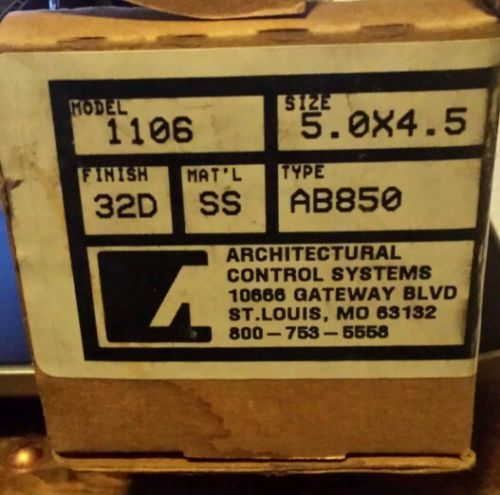 MODEL
1106
SIZE
5.0X4.5
FINISH
32D
MAT'L
SS
TYPE
AB850
ARCHITECTURAL
CONTROL SYSTEMS
10666 GATEWAY BLVD
ST.LOUIS, MO 63132
800-753-5558